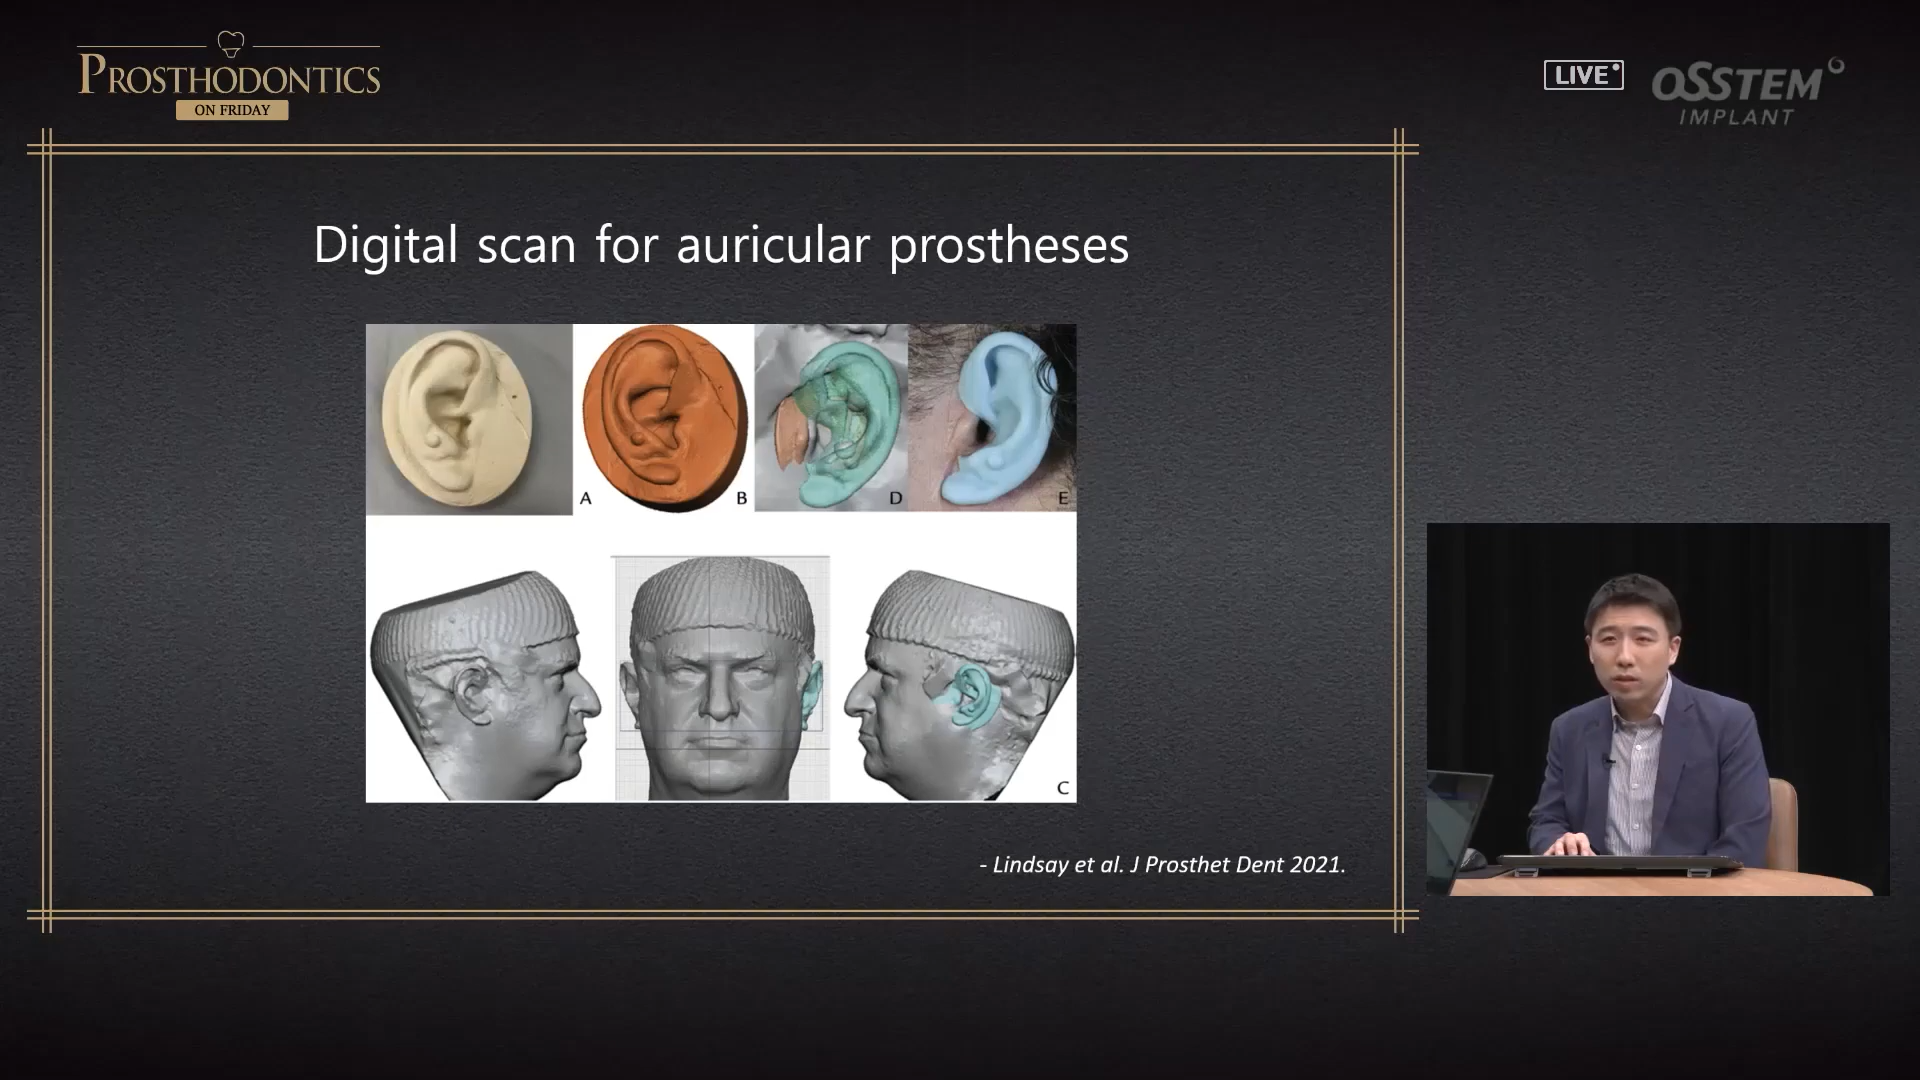 PROSTHODONTICS
ON FRIDAY
LIVE
OSSTEM
IMPLANT
Digital scan for auricular prostheses
A
B
D
E
C
- Lindsay et al. J Prosthet Dent 2021.